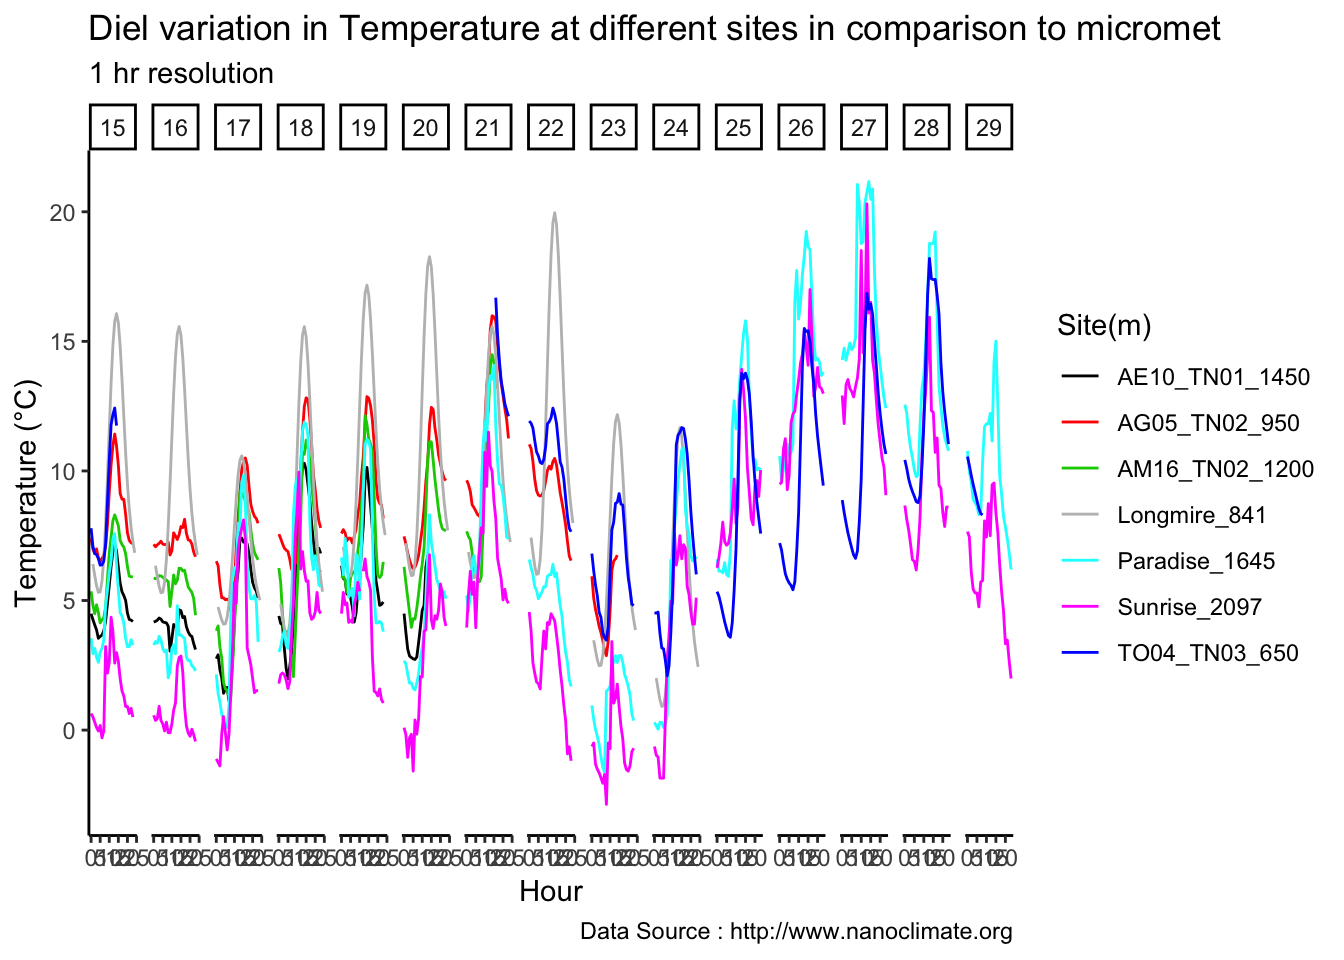 Diel variation in Temperature at different sites in comparison to micromet
1 hr resolution
15 16 17 18 19 20 21 22 23 24 25 26 27 28 29
Temperature (°C)
20
15
10
5
0
Hour
Data Source : http://www.nanoclimate.org
Site(m)
AE10_TN01_1450
AG05_TN02_950
AM16_TN02_1200
Longmire_841
Paradise_1645
Sunrise_2097
TO04_TN03_650